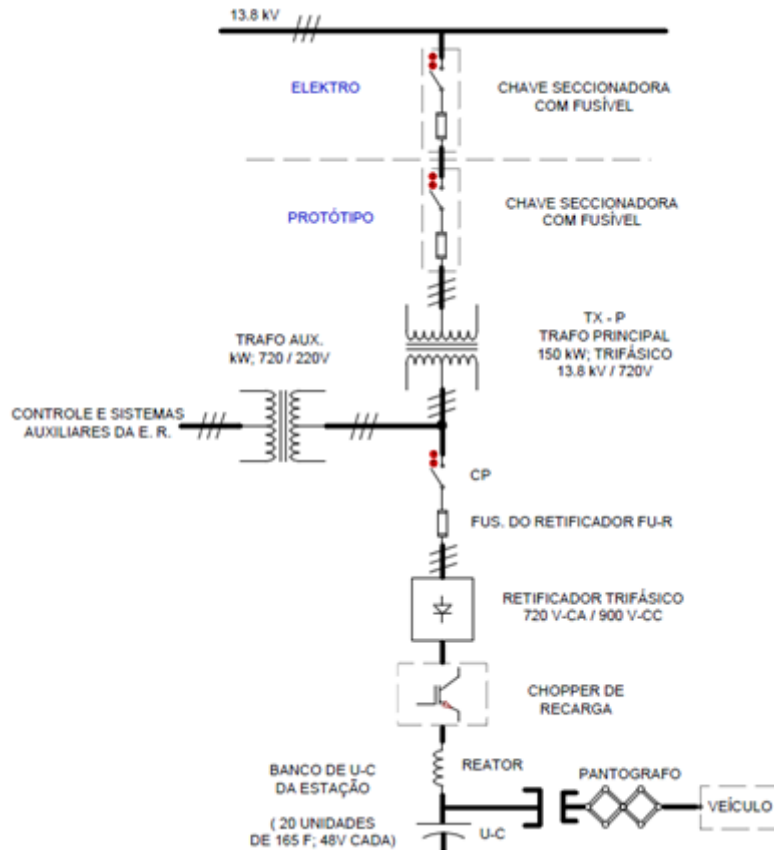 13.8 kV
ELEKTRO
CHAVE SECCIONADORA
COM FUSÍVEL
PROTÓTIPO
CHAVE SECCIONADORA
COM FUSÍVEL
TX - P
TRAFO PRINCIPAL
150 kW; TRIFÁSICO
13.8 kV / 720V
TRAFO AUX.
kW; 720 / 220V
CONTROLE E SISTEMAS
AUXILIARES DA E. R.
CP
FUS. DO RETIFICADOR FU-R
RETIFICADOR TRIFÁSICO
720 V-CA / 900 V-CC
CHOPPER DE
RECARGA
REATOR
BANCO DE U-C
DA ESTAÇÃO
( 20 UNIDADES
DE 165 F; 48V CADA)
U-C
PANTOGRAFO
VEÍCULO